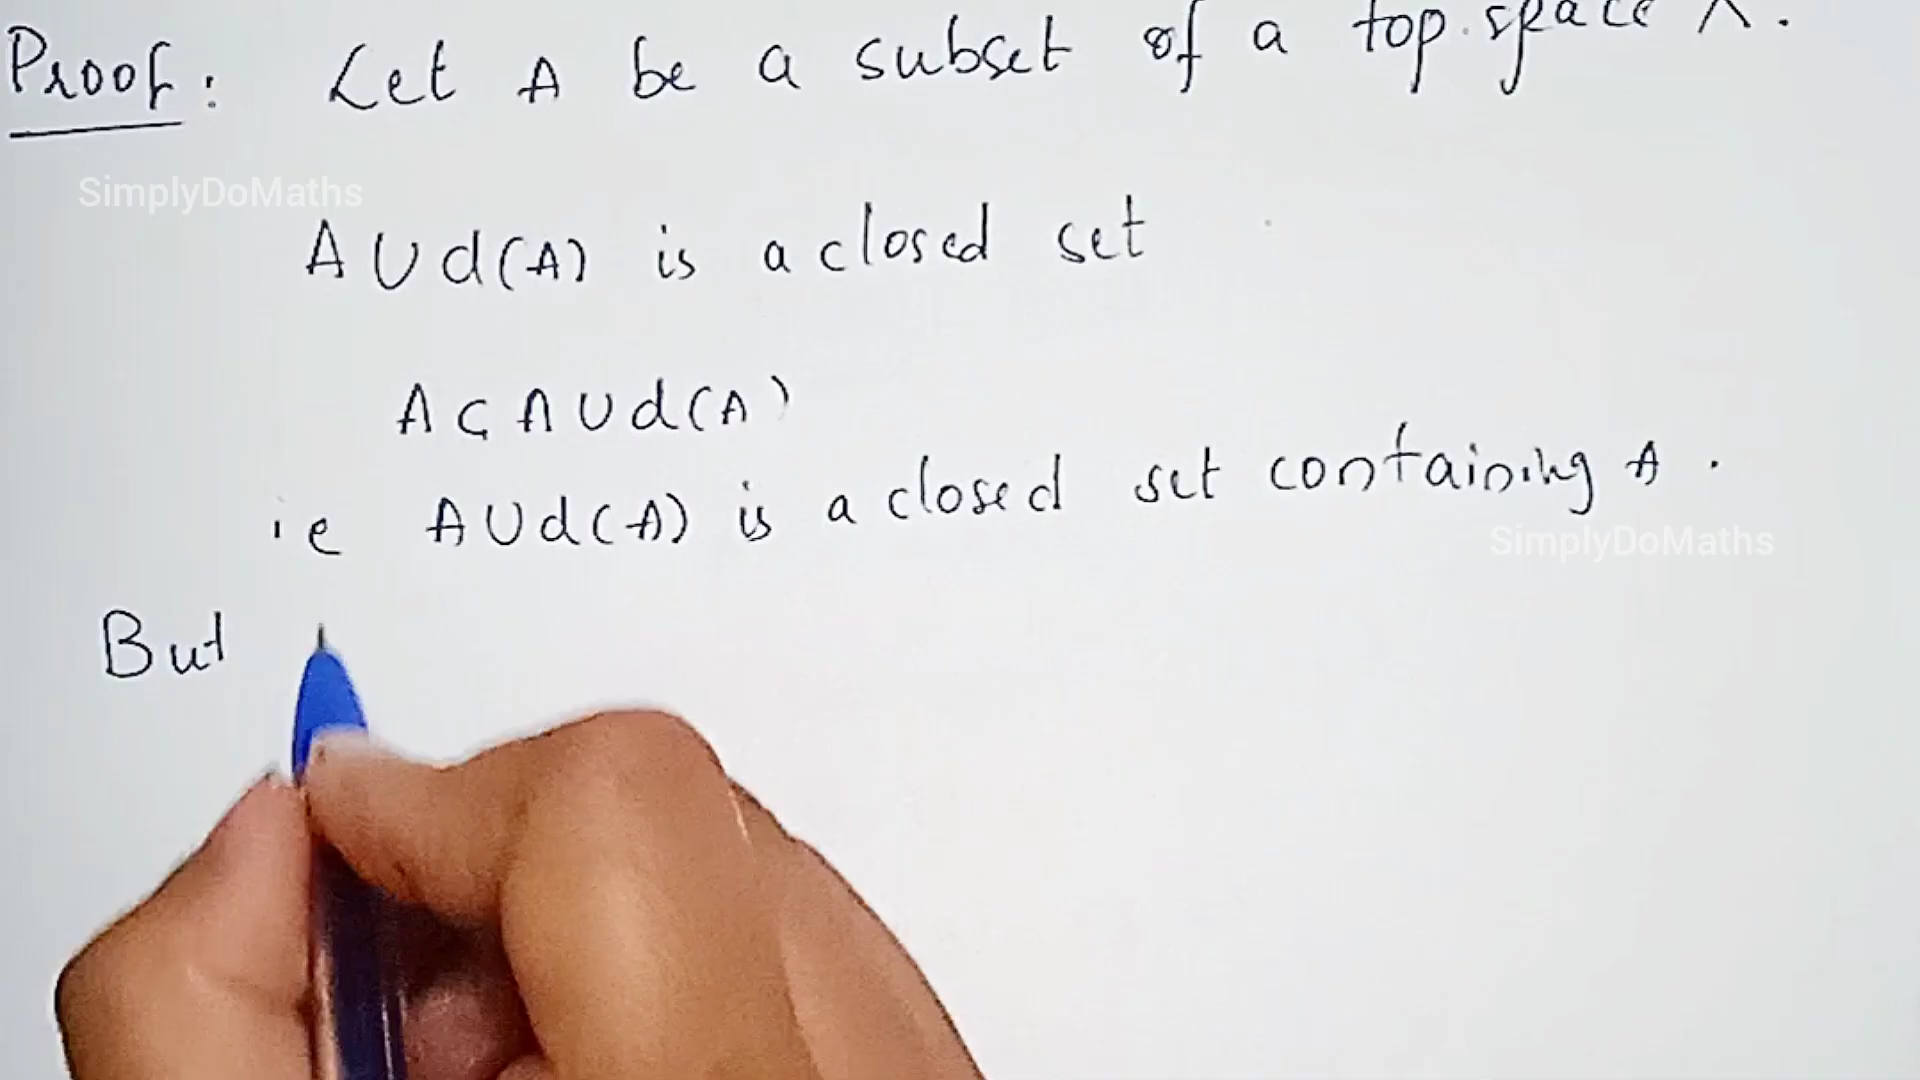 Proof: Let A be a subset of a top. space X.
SimplyDoMaths
A ∪ d(A) is a closed set
A ⊂ A ∪ d(A)
ie A ∪ d(A) is a closed set containing A.
SimplyDoMaths
But